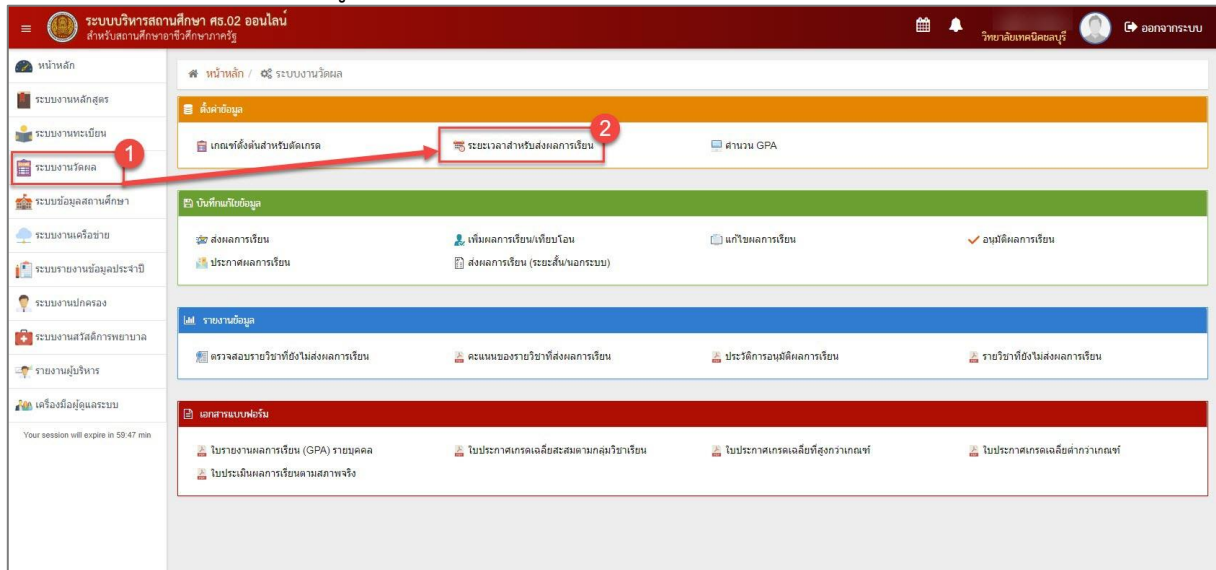 ระบบบริหารสถานศึกษา ศธ.02 ออนไลน์
สำหรับสถานศึกษาอาชีวศึกษาภาครัฐ
วิทยาลัยเทคนิคชลบุรี
ออกจากระบบ
หน้าหลัก
ระบบงานหลักสูตร
ระบบงานทะเบียน
1
ระบบงานวัดผล
ระบบข้อมูลสถานศึกษา
ระบบงานเครือข่าย
ระบบรายงานข้อมูลประจำปี
ระบบงานปกครอง
ระบบงานสวัสดิการพยาบาล
รายงานผู้บริหาร
เครื่องมือผู้ดูแลระบบ
Your session will expire in 59:47 min
หน้าหลัก / ระบบงานวัดผล
ตั้งค่าข้อมูล
2
เกณฑ์ตั้งต้นสำหรับตัดเกรด ระยะเวลาสำหรับส่งผลการเรียน คำนวน GPA
บันทึกแก้ไขข้อมูล
ส่งผลการเรียน เพิ่มผลการเรียน/เทียบโอน แก้ไขผลการเรียน อนุมัติผลการเรียน
ประกาศผลการเรียน ส่งผลการเรียน (ระยะสั้น/นอกระบบ)
รายงานข้อมูล
ตรวจสอบรายวิชาที่ยังไม่ส่งผลการเรียน คะแนนของรายวิชาที่ส่งผลการเรียน ประวัติการอนุมัติผลการเรียน รายวิชาที่ยังไม่ส่งผลการเรียน
เอกสารแบบฟอร์ม
ใบรายงานผลการเรียน (GPA) รายบุคคล ใบประกาศเกรดเฉลี่ยสะสมตามกลุ่มวิชาเรียน ใบประกาศเกรดเฉลี่ยที่สูงกว่าเกณฑ์ ใบประกาศเกรดเฉลี่ยต่ำกว่าเกณฑ์
ใบประเมินผลการเรียนตามสภาพจริง